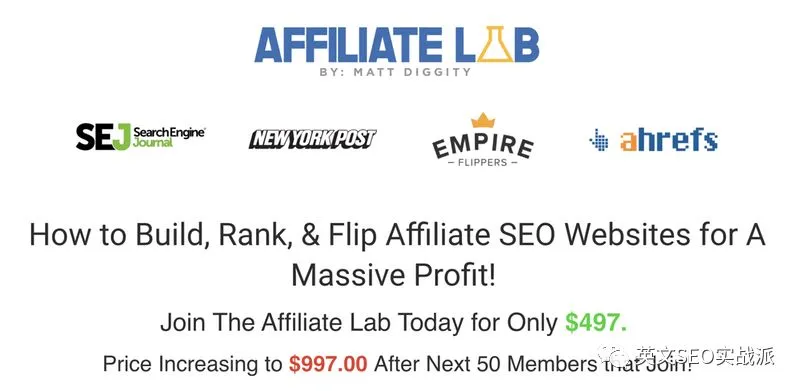 AFFILIATE LAB
BY: MATT DIGGITY
SEJ Search Engine Journal
NEW YORK POST
EMPIRE
FLIPPERS
ahrefs
How to Build, Rank, & Flip Affiliate SEO Websites for A
Massive Profit!
Join The Affiliate Lab Today for Only $497.
Price Increasing to $997.00 After Next 50 Members that Join!
英文SEO实战派